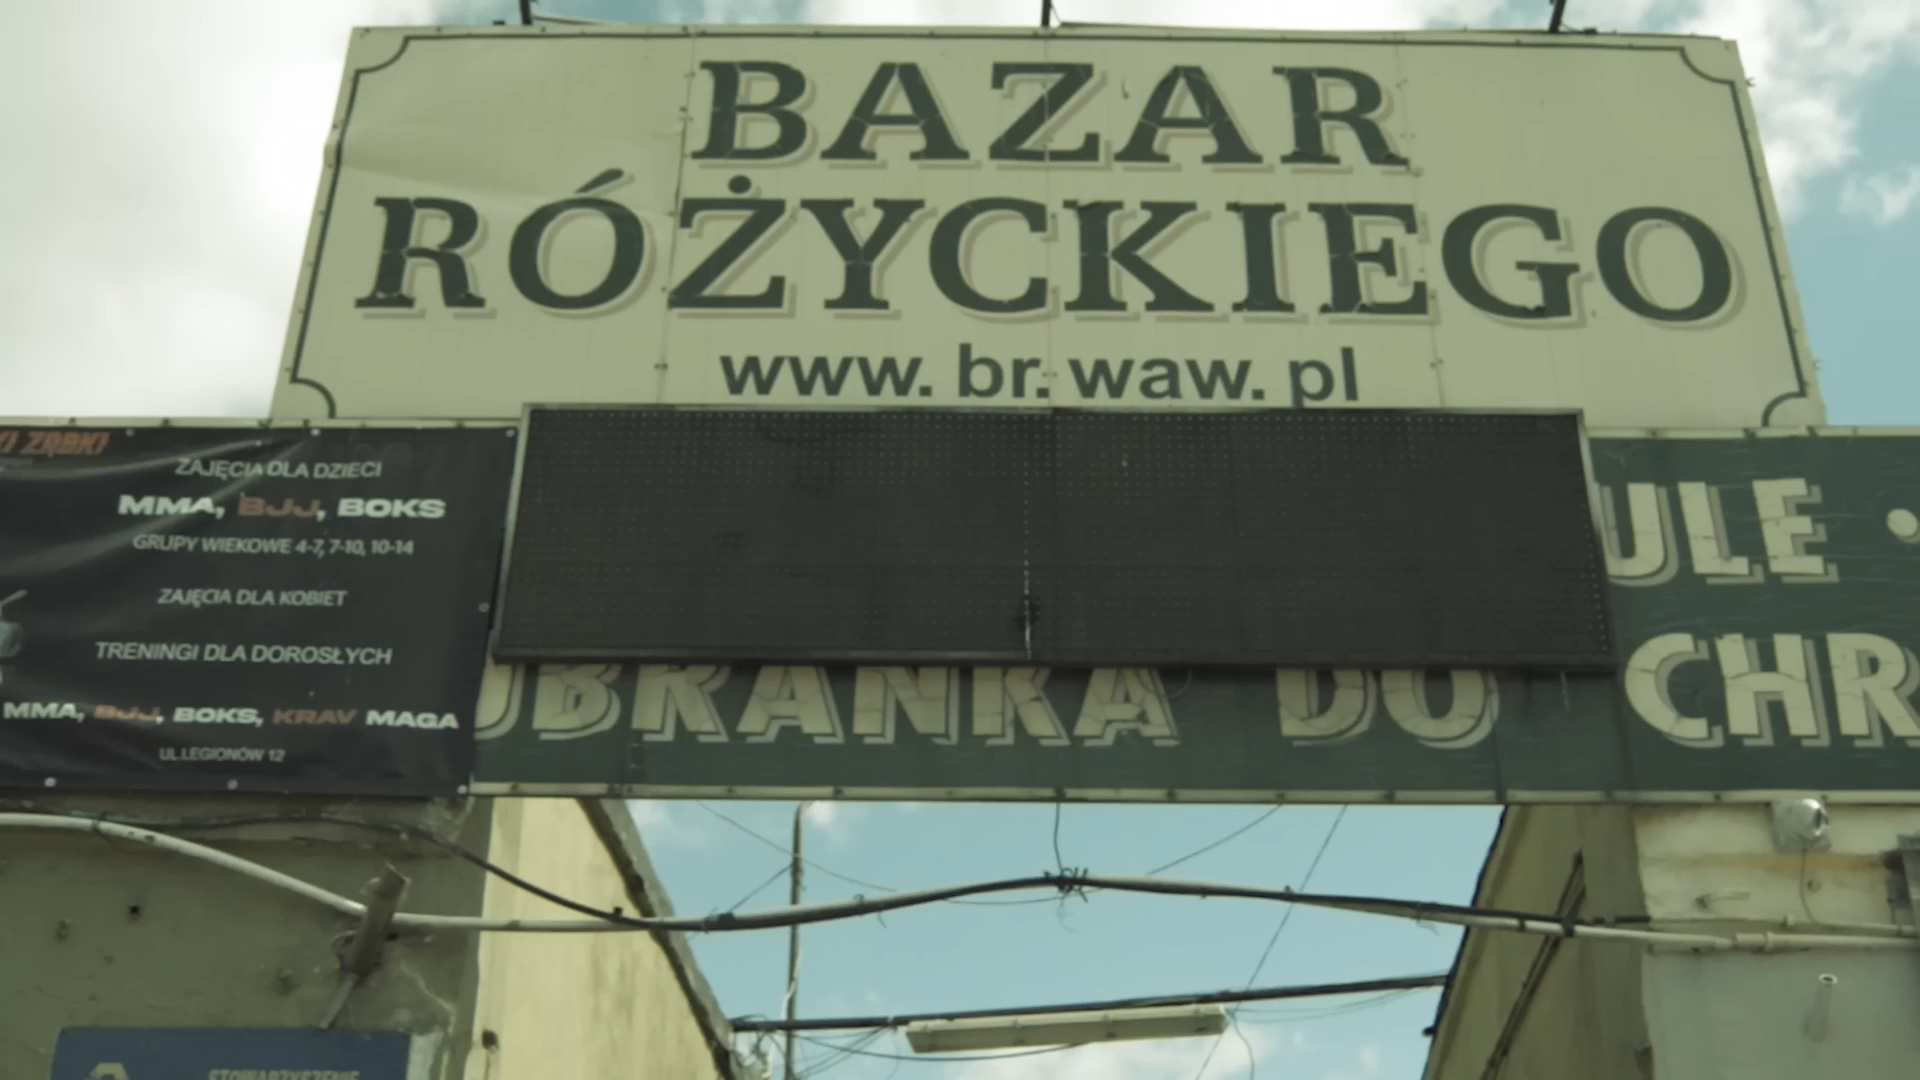 BAZAR
RÓŻYCKIEGO
www. br. waw. pl
ZĄBKI
ZAJĘCIA DLA DZIECI
MMA, BJJ, BOKS
GRUPY WIEKOWE 4-7, 7-10, 10-14
ZAJĘCIA DLA KOBIET
TRENINGI DLA DOROSŁYCH
MMA, BJJ, BOKS, KRAV MAGA
UL.LEGIONÓW 12
ULE •
UBRANKA DO CHR
STOWARZYSZENIE